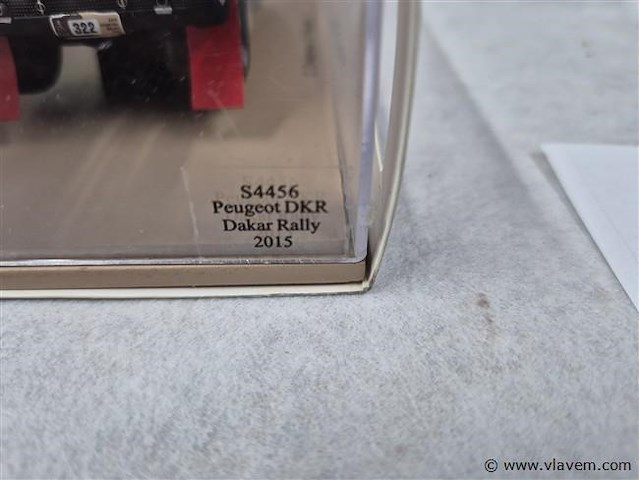 322
S4456
Peugeot DKR
Dakar Rally
2015
© www.vlavem.com